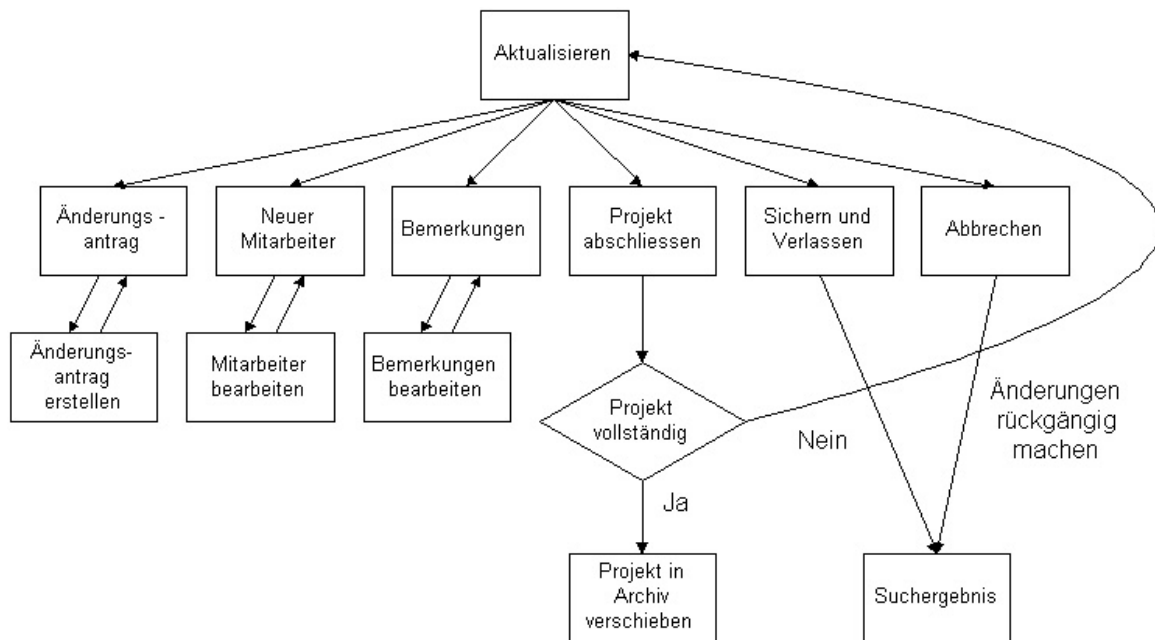 Aktualisieren
Änderungs -
antrag
Neuer
Mitarbeiter
Bemerkungen
Projekt
abschliessen
Sichern und
Verlassen
Abbrechen
Änderungs-
antrag
erstellen
Mitarbeiter
bearbeiten
Bemerkungen
bearbeiten
Projekt
vollständig
Nein
Änderungen
rückgängig
machen
Ja
Projekt in
Archiv
verschieben
Suchergebnis